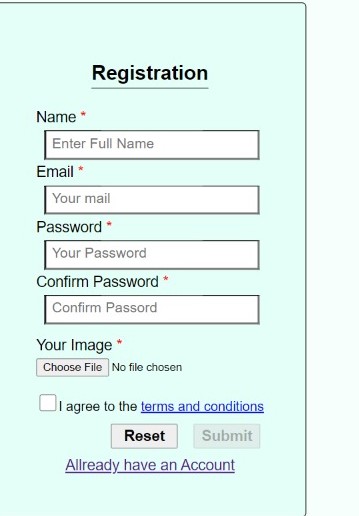 Registration
Name *
Enter Full Name
Email *
Your mail
Password *
Your Password
Confirm Password *
Confirm Passord
Your Image *
Choose File No file chosen
I agree to the terms and conditions
Reset Submit
Allready have an Account